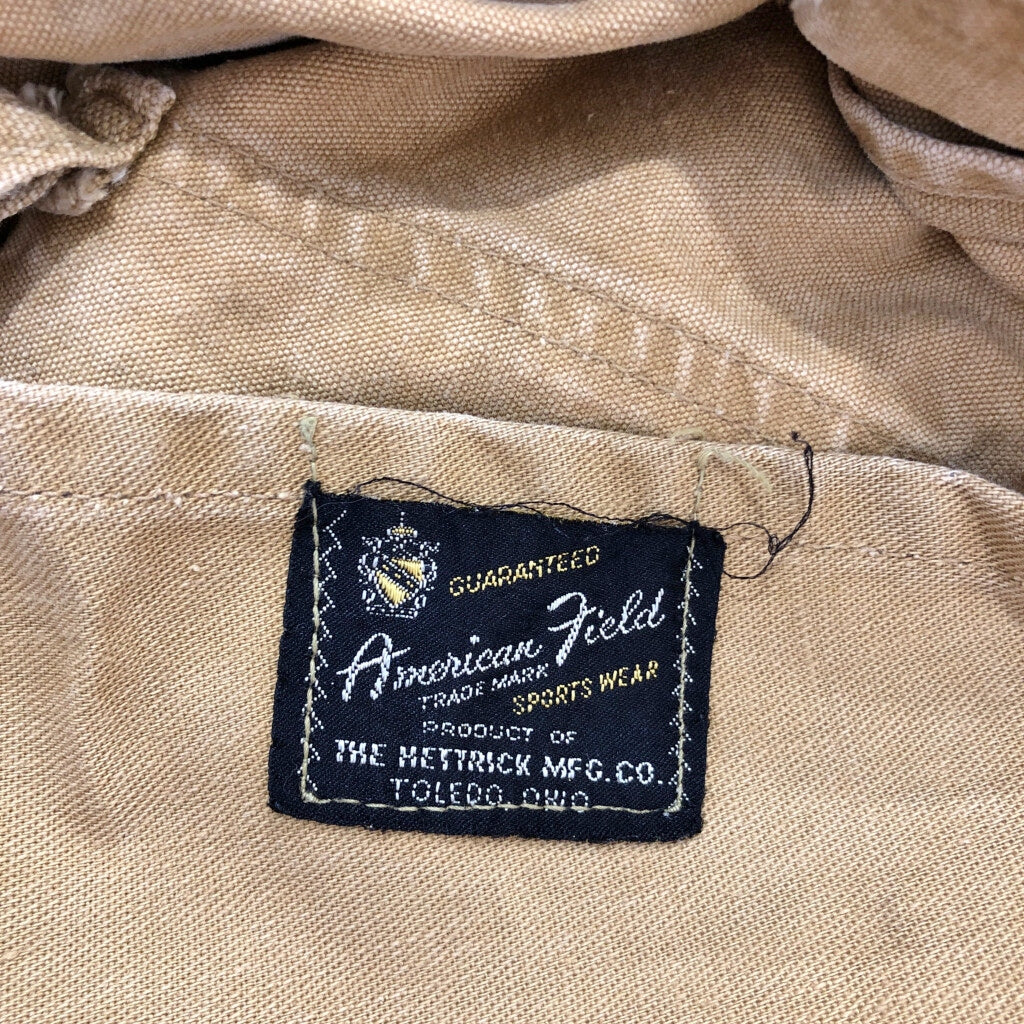 GUARANTEED
American Field
TRADE MARK
SPORTS WEAR
PRODUCT OF
THE HETTRICK MFG.CO.
TOLEDO, OHIO